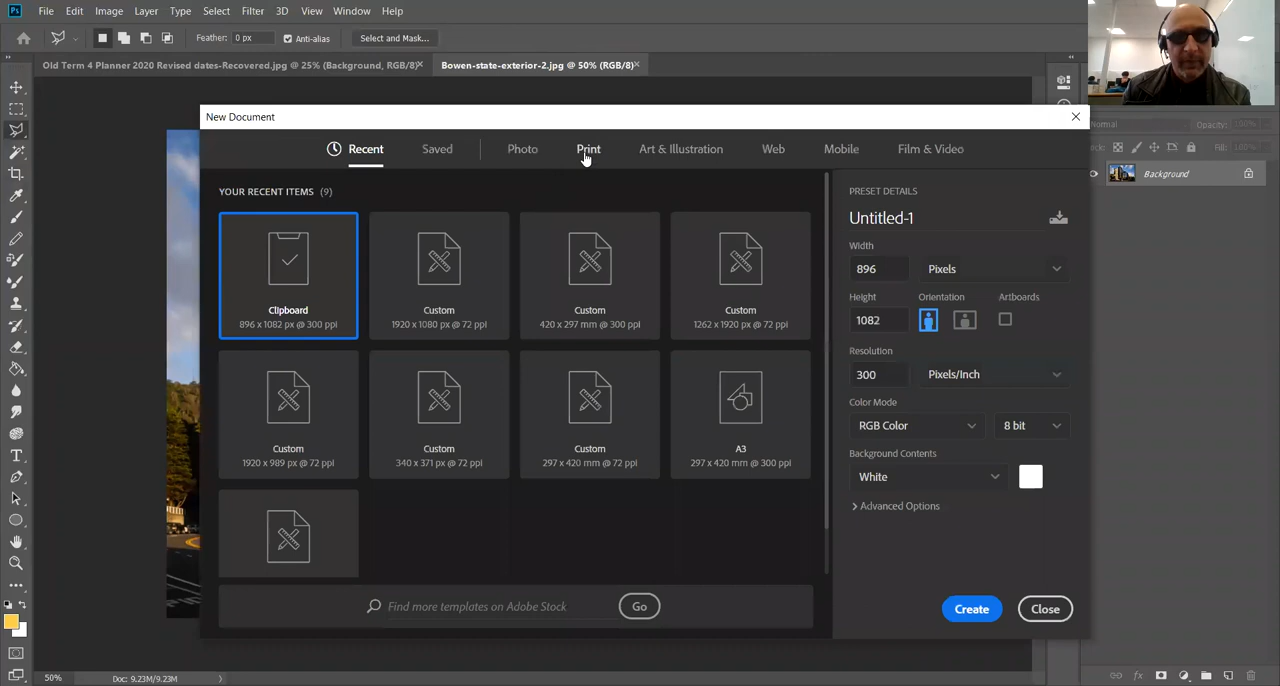 Ps File Edit Image Layer Type Select Filter 3D View Window Help
Feather: 0 px Anti-alias Select and Mask...
Old Term 4 Planner 2020 Revised dates-Recovered.jpg @ 25% (Background, RGB/8) Bowen-state-exterior-2.jpg @ 50% (RGB/8)
New Document
Normal Opacity: 100%
Recent Saved Photo Print Art & Illustration Web Mobile Film & Video
Fill: 100%
Background
YOUR RECENT ITEMS (9)
Clipboard
896 x 1082 px @ 300 ppi
Custom
1920 x 1080 px @ 72 ppi
Custom
420 x 297 mm @ 300 ppi
Custom
1262 x 1920 px @ 72 ppi
Custom
1920 x 989 px @ 72 ppi
Custom
340 x 371 px @ 72 ppi
Custom
297 x 420 mm @ 72 ppi
A3
297 x 420 mm @ 300 ppi
Find more templates on Adobe Stock Go
PRESET DETAILS
Untitled-1
Width
896 Pixels
Height Orientation Artboards
1082
Resolution
300 Pixels/Inch
Color Mode
RGB Color 8 bit
Background Contents
White
Advanced Options
Create Close
50% Doc: 9.23M/9.23M